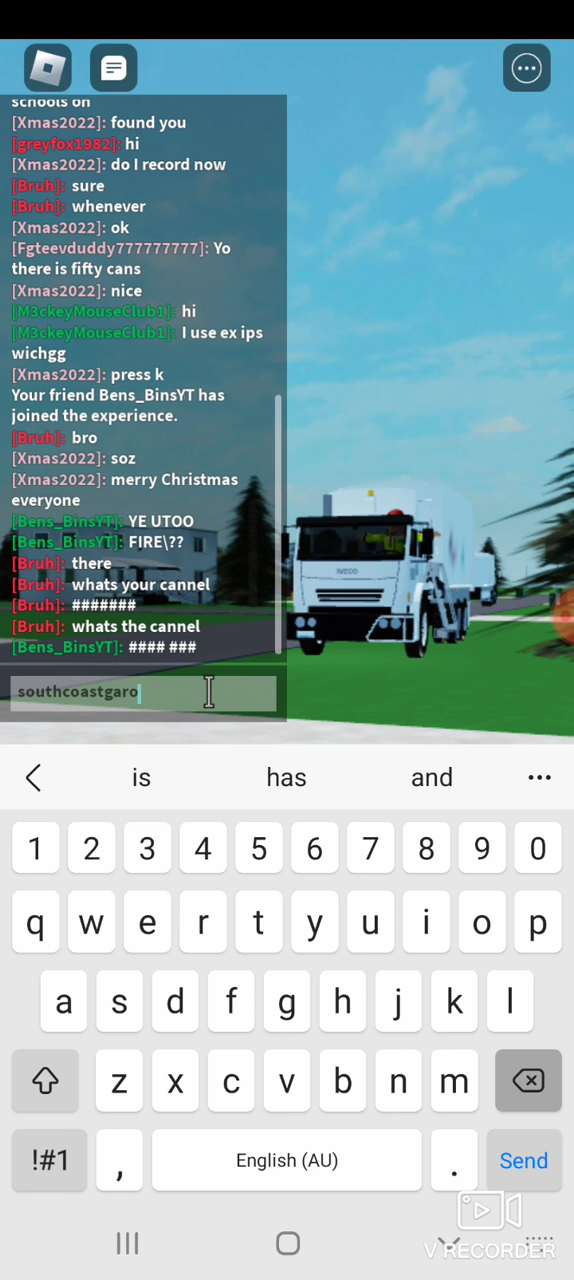 schools on
[Xmas2022]: found you
[greyfox1982]: hi
[Xmas2022]: do I record now
[Bruh]: sure
[Bruh]: whenever
[Xmas2022]: ok
[Fgteevduddy777777777]: Yo
there is fifty cans
[Xmas2022]: nice
[M3ckeyMouseClub1]: hi
[M3ckeyMouseClub1]: I use ex ips
wichgg
[Xmas2022]: press k
Your friend Bens_BinsYT has
joined the experience.
[Bruh]: bro
[Xmas2022]: soz
[Xmas2022]: merry Christmas
everyone
[Bens_BinsYT]: YE UTOO
[Bens_BinsYT]: FIRE\??
[Bruh]: there
[Bruh]: whats your cannel
[Bruh]: #######
[Bruh]: whats the cannel
[Bens_BinsYT]: #### ###
IVECO
southcoastgaro
is has and
1 2 3 4 5 6 7 8 9 0
q w e r t y u i o p
a s d f g h j k l
z x c v b n m
!#1 , English (AU) . Send
V RECORDER